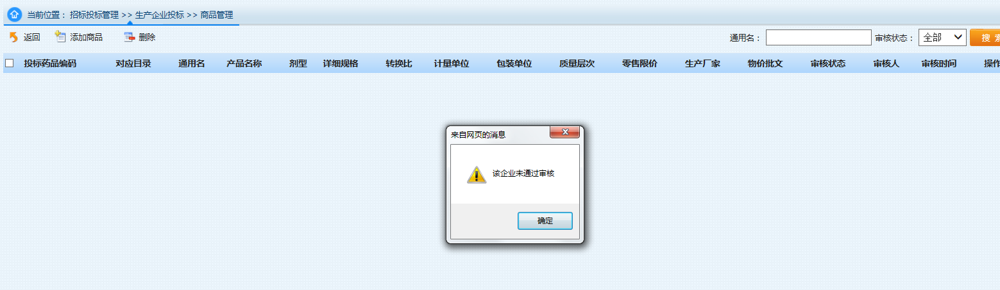 当前位置： 招标投标管理 >> 生产企业投标 >> 商品管理
返回 添加商品 删除 通用名： 审核状态： 全部 搜 索
投标药品编码 对应目录 通用名 产品名称 剂型 详细规格 转换比 计量单位 包装单位 质量层次 零售限价 生产厂家 物价批文 审核状态 审核人 审核时间 操作
来自网页的消息
该企业未通过审核
确定